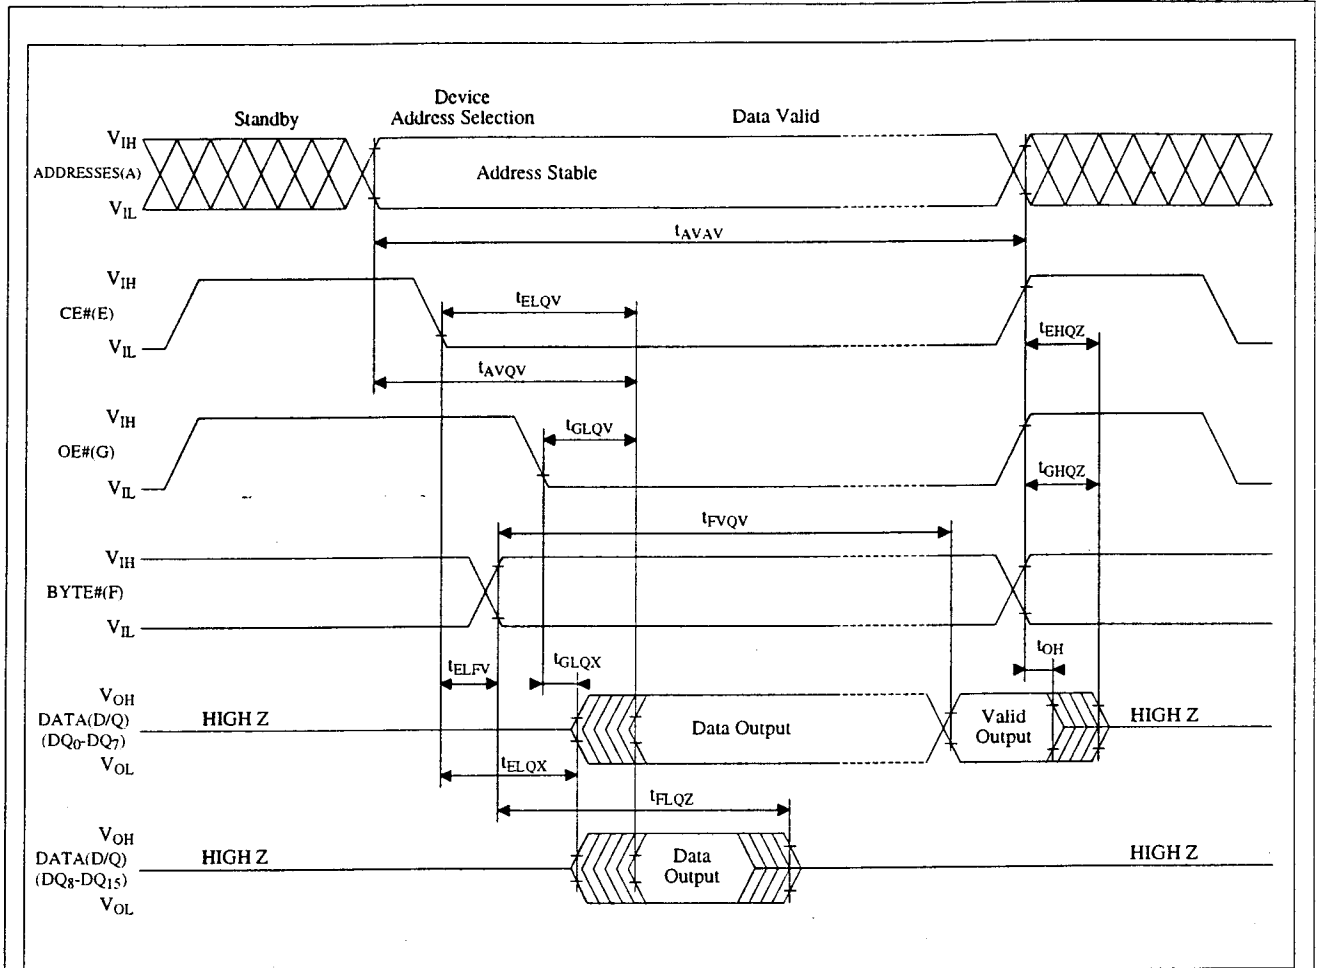 Device
Standby Address Selection Data Valid
VIH
ADDRESSES(A) Address Stable
VIL
tAVAV
VIH
tELQV
CE#(E)
tEHQZ
VIL
tAVQV
VIH
tGLQV
OE#(G)
tGHQZ
VIL
tFVQV
VIH
BYTE#(F)
VIL
tOH
tELFV tGLQX
VOH
DATA(D/Q) HIGH Z Data Output Valid Output HIGH Z
(DQ0-DQ7)
VOL
tELQX
tFLQZ
VOH
DATA(D/Q) HIGH Z Data Output HIGH Z
(DQ8-DQ15)
VOL